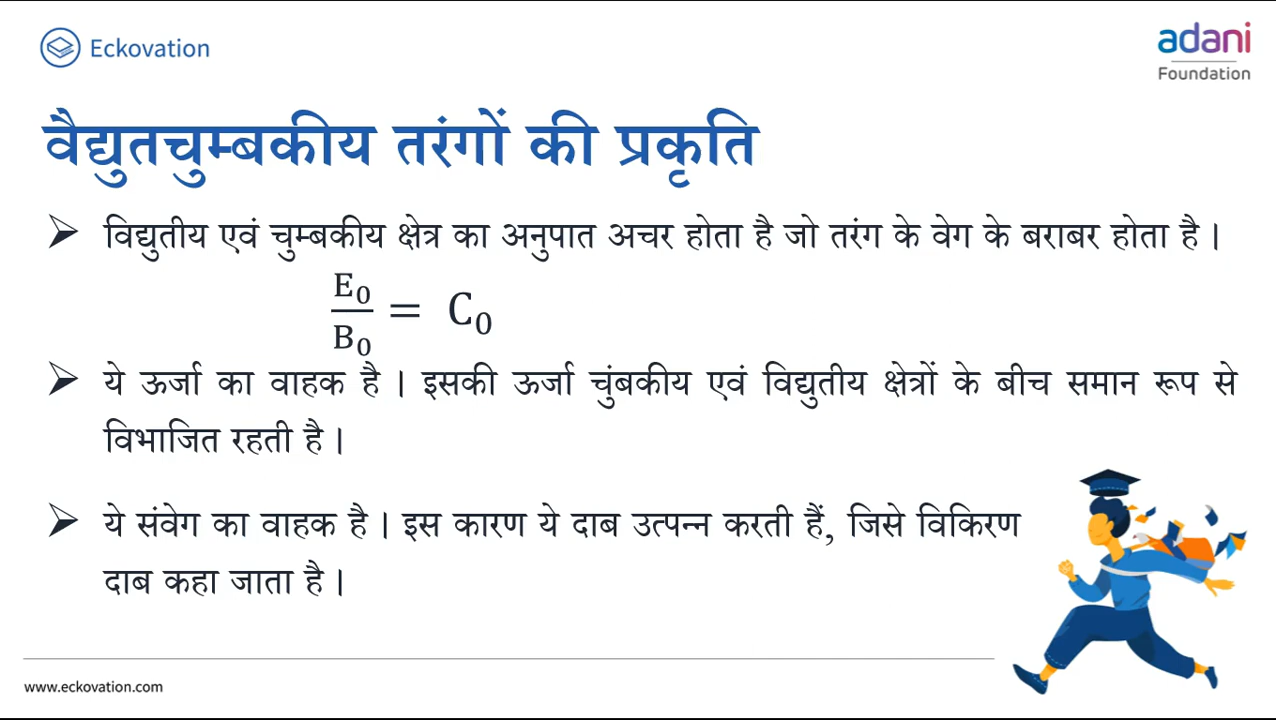 Eckovation
adani
Foundation
वैद्युतचुम्बकीय तरंगों की प्रकृति
➢ विद्युतीय एवं चुम्बकीय क्षेत्र का अनुपात अचर होता है जो तरंग के वेग के बराबर होता है ।
E₀/B₀ = C₀
➢ ये ऊर्जा का वाहक है । इसकी ऊर्जा चुंबकीय एवं विद्युतीय क्षेत्रों के बीच समान रूप से
विभाजित रहती है ।
➢ ये संवेग का वाहक है । इस कारण ये दाब उत्पन्न करती हैं, जिसे विकिरण
दाब कहा जाता है ।
www.eckovation.com